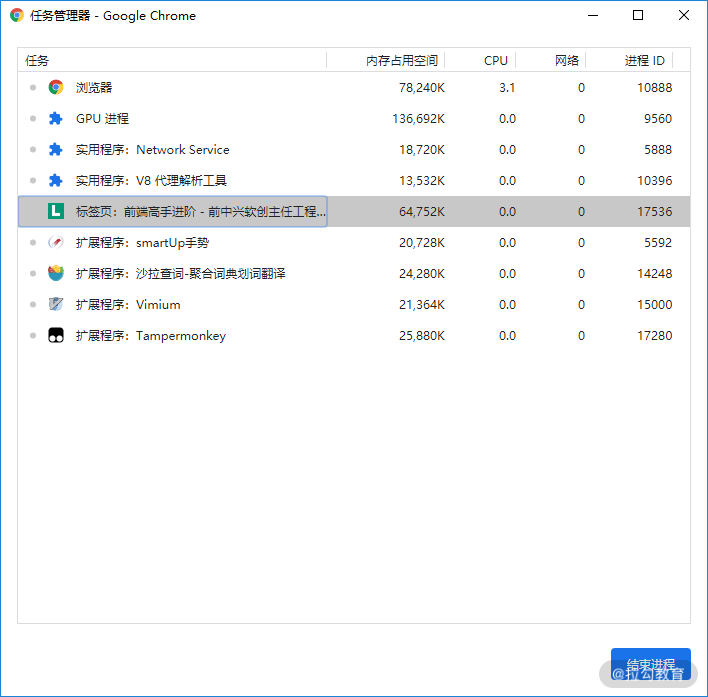 任务管理器 - Google Chrome
任务 内存占用空间 CPU 网络 进程 ID
浏览器 78,240K 3.1 0 10888
GPU 进程 136,692K 0.0 0 9560
实用程序：Network Service 18,720K 0.0 0 5888
实用程序：V8 代理解析工具 13,532K 0.0 0 10396
L 标签页：前端高手进阶 - 前中兴软创主任工程... 64,752K 0.0 0 17536
扩展程序：smartUp手势 20,728K 0.0 0 5592
扩展程序：沙拉查词-聚合词典划词翻译 24,280K 0.0 0 14248
扩展程序：Vimium 21,364K 0.0 0 15000
扩展程序：Tampermonkey 25,880K 0.0 0 17280
结束进程
@拉勾教育